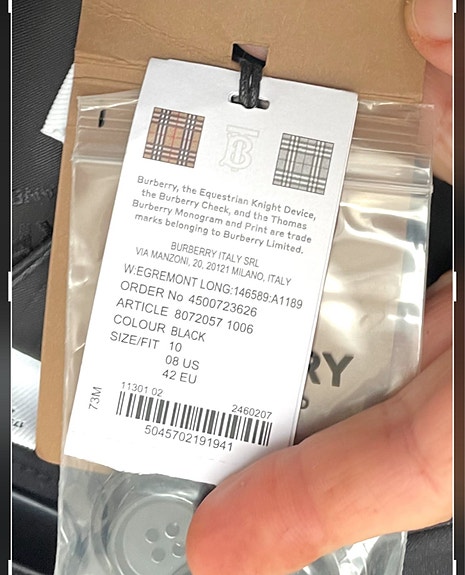 Burberry, the Equestrian Knight Device,
the Burberry Check, and the Thomas
Burberry Monogram and Print are trade
marks belonging to Burberry Limited.
BURBERRY ITALY SRL
VIA MANZONI, 20, 20121 MILANO, ITALY
W:EGREMONT LONG:146589:A1189
ORDER No 4500723626
ARTICLE 8072057 1006
COLOUR BLACK
SIZE/FIT 10
08 US
42 EU
73M
11301 02 2460207
5045702191941
RY